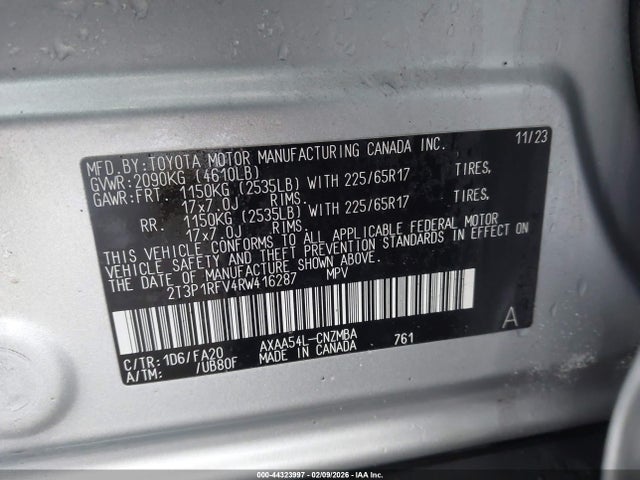 MFD.BY:TOYOTA MOTOR MANUFACTURING CANADA INC. 11/23
GVWR:2090KG (4610LB)
GAWR:FRT. 1150KG (2535LB) WITH 225/65R17 TIRES,
17x7.0J RIMS.
RR. 1150KG (2535LB) WITH 225/65R17 TIRES,
17x7.0J RIMS.
THIS VEHICLE CONFORMS TO ALL APPLICABLE FEDERAL MOTOR
VEHICLE SAFETY AND THEFT PREVENTION STANDARDS IN EFFECT ON
THE DATE OF MANUFACTURE SHOWN ABOVE.
2T3P1RFV4RW416287 MPV
A
C/TR:1D6/FA20 AXAA54L-CNZMBA 761
A/TM: /UB80F MADE IN CANADA
000-44323997 - 02/09/2026 - IAA Inc.